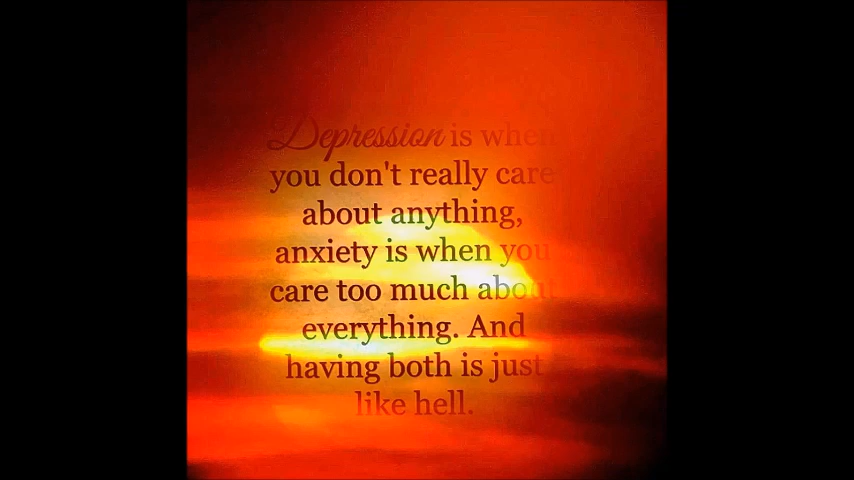 Depression is when
you don't really care
about anything,
anxiety is when you
care too much about
everything. And
having both is just
like hell.